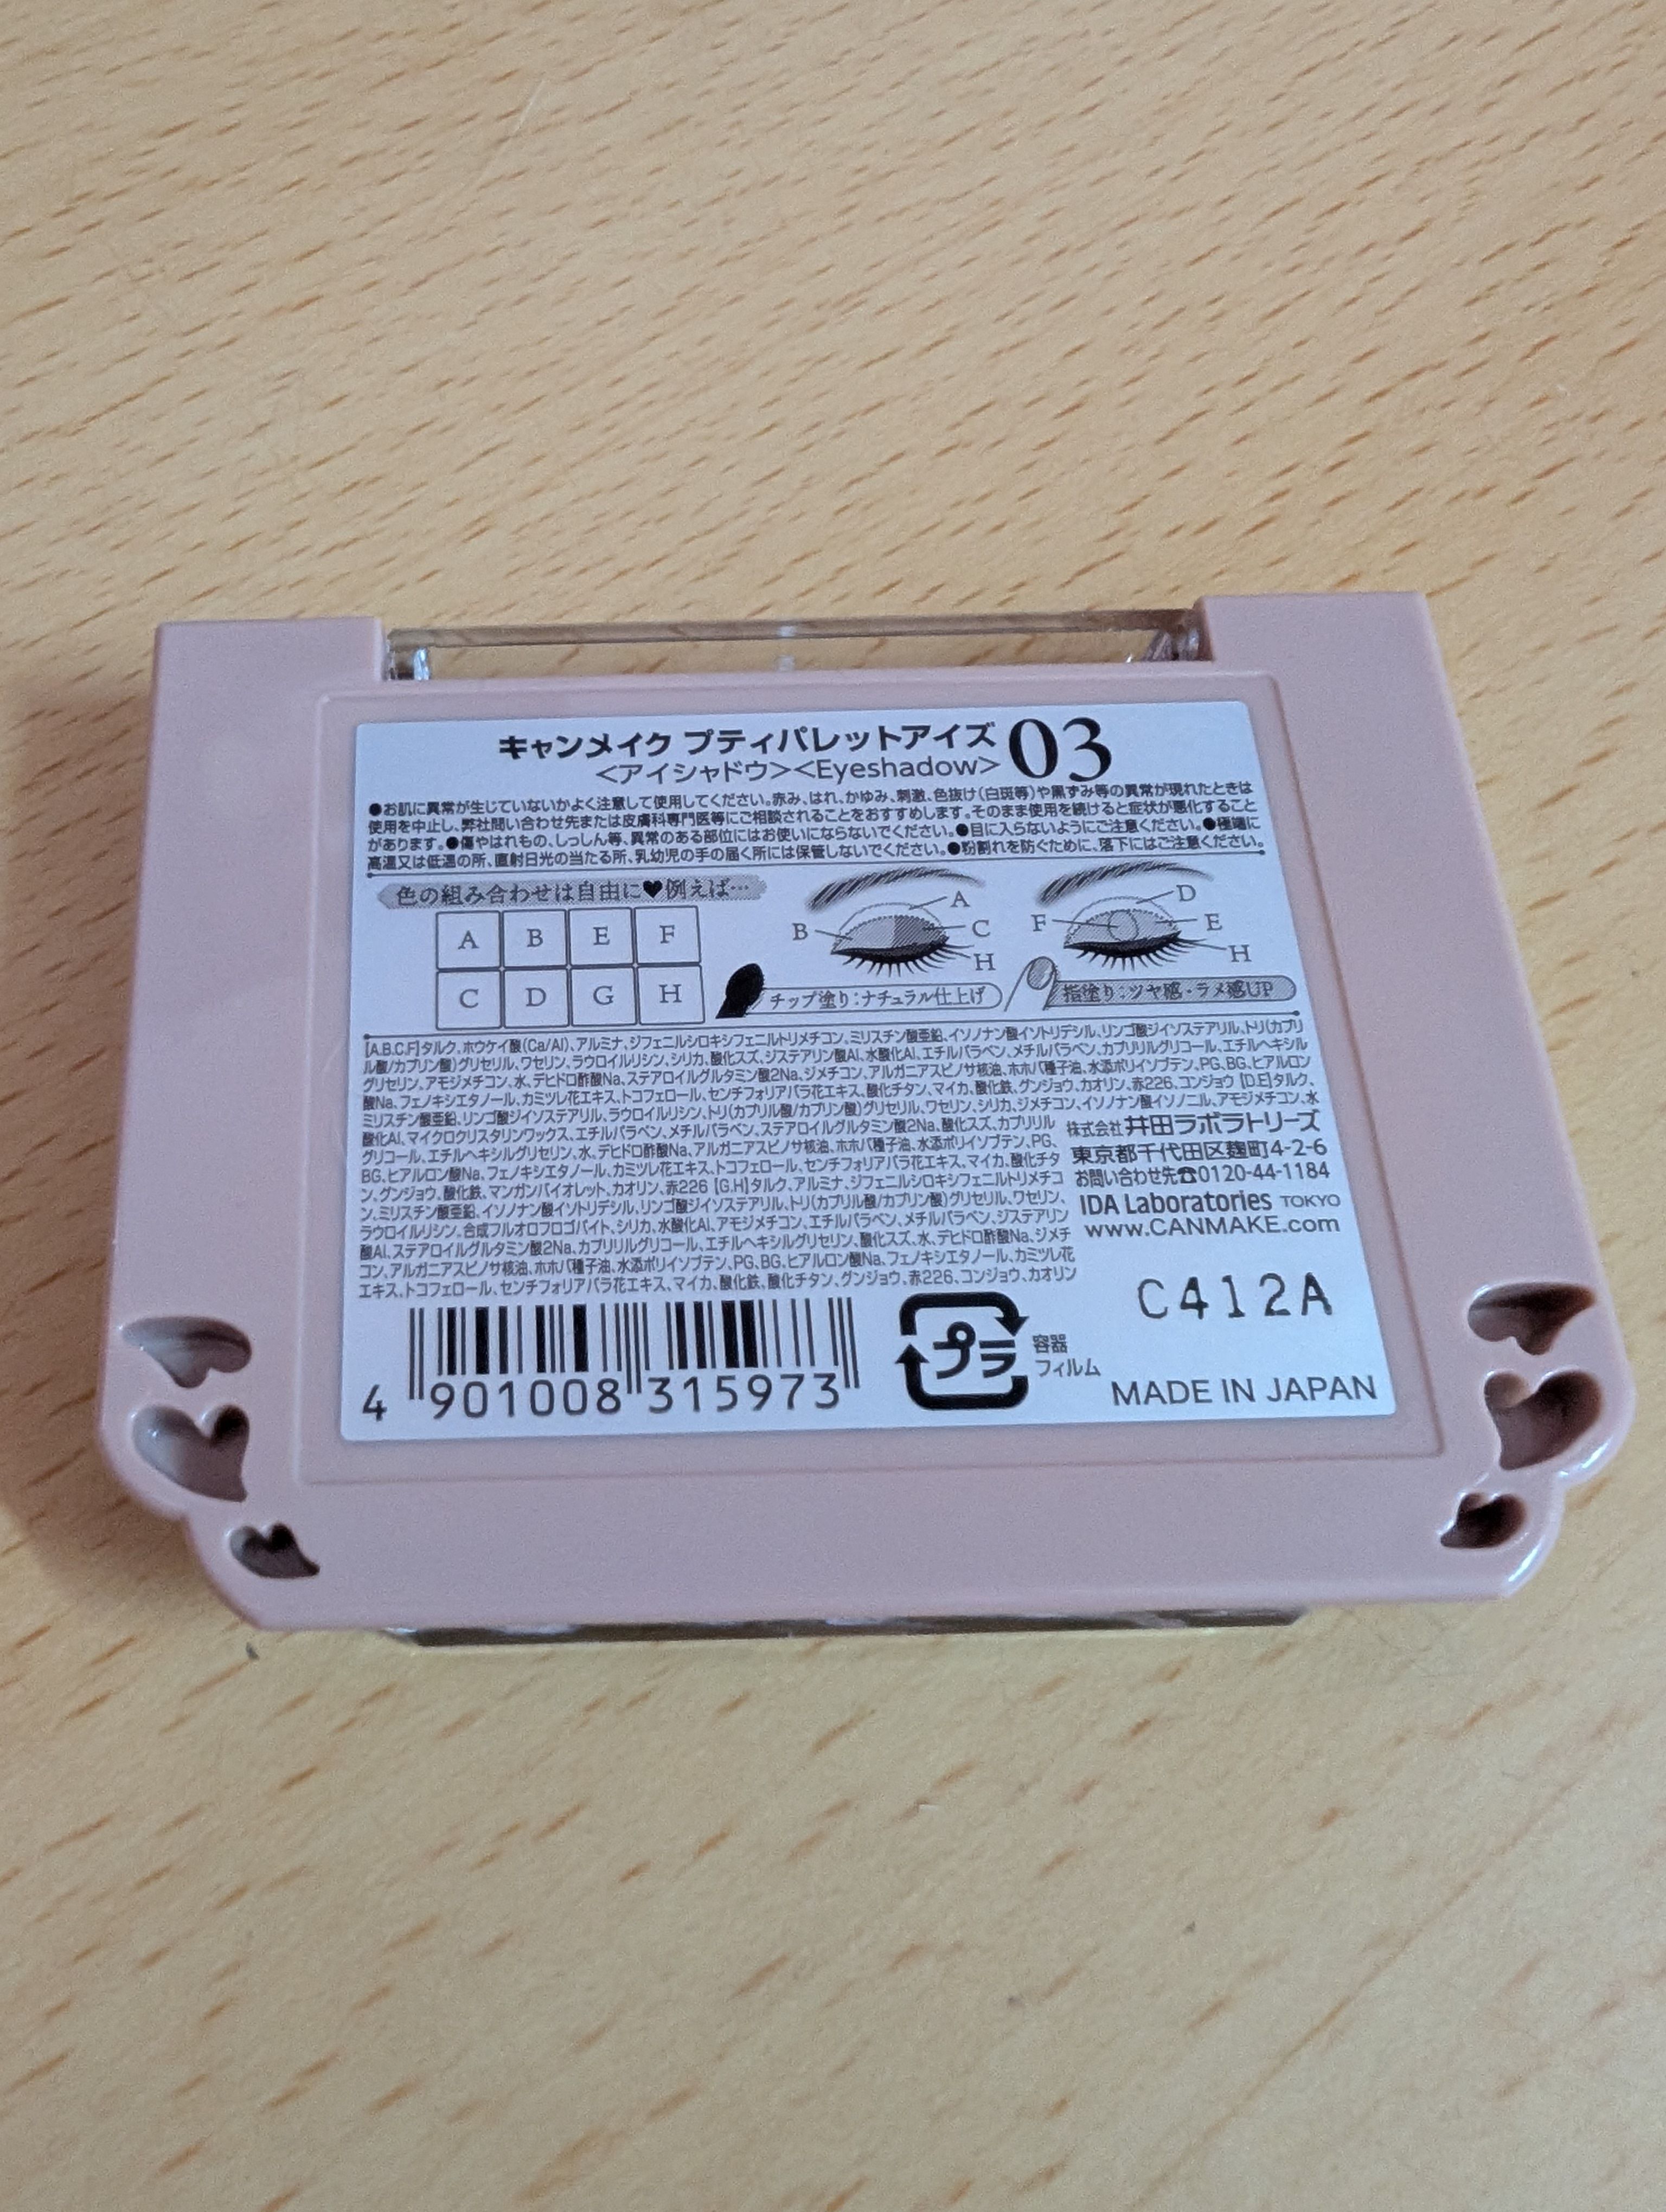 キャンメイク プティパレットアイズ 03
<アイシャドウ><Eyeshadow>
●お肌に異常が生じていないかよく注意して使用してください。赤み、はれ、かゆみ、刺激、色抜け(白斑等)や黒ずみ等の異常が現れたときは
使用を中止し、弊社問い合わせ先または皮膚科専門医等にご相談されることをおすすめします。そのまま使用を続けると症状が悪化すること
があります。●傷やはれもの、しっしん等、異常のある部位にはお使いにならないでください。●目に入らないようにご注意ください。●極端に
高温又は低温の所、直射日光の当たる所、乳幼児の手の届く所には保管しないでください。●粉割れを防ぐために、落下にはご注意ください。
色の組み合わせは自由に♥例えば…
A B E F
C D G H
A
B
C
H
チップ塗り:ナチュラル仕上げ
D
F
E
H
指塗り:ツヤ感・ラメ感UP
[A.B.C.F]タルク、ホウケイ酸(Ca/Al)、アルミナ、ジフェニルシロキシフェニルトリメチコン、ミリスチン酸亜鉛、イソノナン酸イソトリデシル、リンゴ酸ジイソステアリル、トリ(カプリ
ル酸/カプリン酸)グリセリル、ワセリン、ラウロイルリシン、シリカ、酸化スズ、ジステアリン酸Al、水酸化Al、エチルパラベン、メチルパラベン、カプリリルグリコール、エチルヘキシル
グリセリン、アモジメチコン、水、デヒドロ酢酸Na、ステアロイルグルタミン酸2Na、ジメチコン、アルガニアスピノサ核油、ホホバ種子油、水添ポリイソブテン、PG、BG、ヒアルロン
酸Na、フェノキシエタノール、カミツレ花エキス、トコフェロール、センチフォリアバラ花エキス、酸化チタン、マイカ、酸化鉄、グンジョウ、カオリン、赤226、コンジョウ [D.E]タルク、
ミリスチン酸亜鉛、リンゴ酸ジイソステアリル、ラウロイルリシン、トリ(カプリル酸/カプリン酸)グリセリル、ワセリン、シリカ、ジメチコン、イソノナン酸イソノニル、アモジメチコン、水
酸化Al、マイクロクリスタリンワックス、エチルパラベン、メチルパラベン、ステアロイルグルタミン酸2Na、酸化スズ、カプリリル
グリコール、エチルヘキシルグリセリン、水、デヒドロ酢酸Na、アルガニアスピノサ核油、ホホバ種子油、水添ポリイソブテン、PG、
BG、ヒアルロン酸Na、フェノキシエタノール、カミツレ花エキス、トコフェロール、センチフォリアバラ花エキス、マイカ、酸化チタ
ン、グンジョウ、酸化鉄、マンガンバイオレット、カオリン、赤226 [G.H]タルク、アルミナ、ジフェニルシロキシフェニルトリメチコ
ン、ミリスチン酸亜鉛、イソノナン酸イソトリデシル、リンゴ酸ジイソステアリル、トリ(カプリル酸/カプリン酸)グリセリル、ワセリン、
ラウロイルリシン、合成フルオロフロゴパイト、シリカ、水酸化Al、アモジメチコン、エチルパラベン、メチルパラベン、ジステアリン
酸Al、ステアロイルグルタミン酸2Na、カプリリルグリコール、エチルヘキシルグリセリン、酸化スズ、水、デヒドロ酢酸Na、ジメチ
コン、アルガニアスピノサ核油、ホホバ種子油、水添ポリイソブテン、PG、BG、ヒアルロン酸Na、フェノキシエタノール、カミツレ花
エキス、トコフェロール、センチフォリアバラ花エキス、マイカ、酸化鉄、酸化チタン、グンジョウ、赤226、コンジョウ、カオリン
株式会社井田ラボラトリーズ
東京都千代田区麹町4-2-6
お問い合わせ先☎0120-44-1184
IDA Laboratories TOKYO
www.CANMAKE.com
C412A
4 901008 315973
プラ
容器
フィルム
MADE IN JAPAN